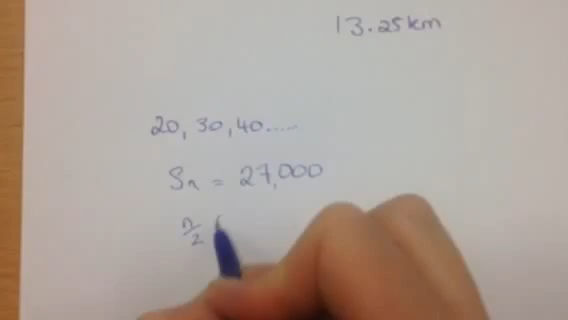 13.25km
20, 30, 40.....
Sn = 27,000
n/2 (